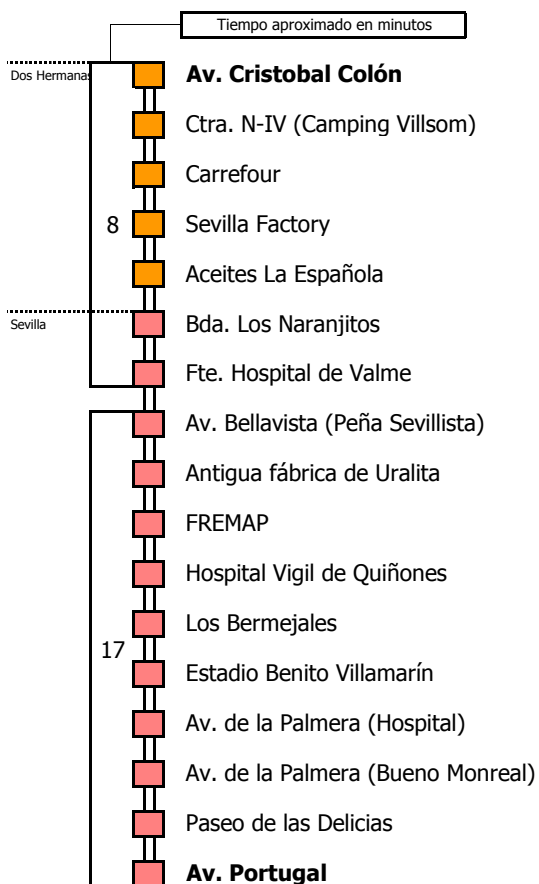 Tiempo aproximado en minutos
Dos Hermanas
Av. Cristobal Colón
Ctra. N-IV (Camping Villsom)
Carrefour
8
Sevilla Factory
Aceites La Española
Sevilla
Bda. Los Naranjitos
Fte. Hospital de Valme
Av. Bellavista (Peña Sevillista)
Antigua fábrica de Uralita
FREMAP
Hospital Vigil de Quiñones
Los Bermejales
17
Estadio Benito Villamarín
Av. de la Palmera (Hospital)
Av. de la Palmera (Bueno Monreal)
Paseo de las Delicias
Av. Portugal